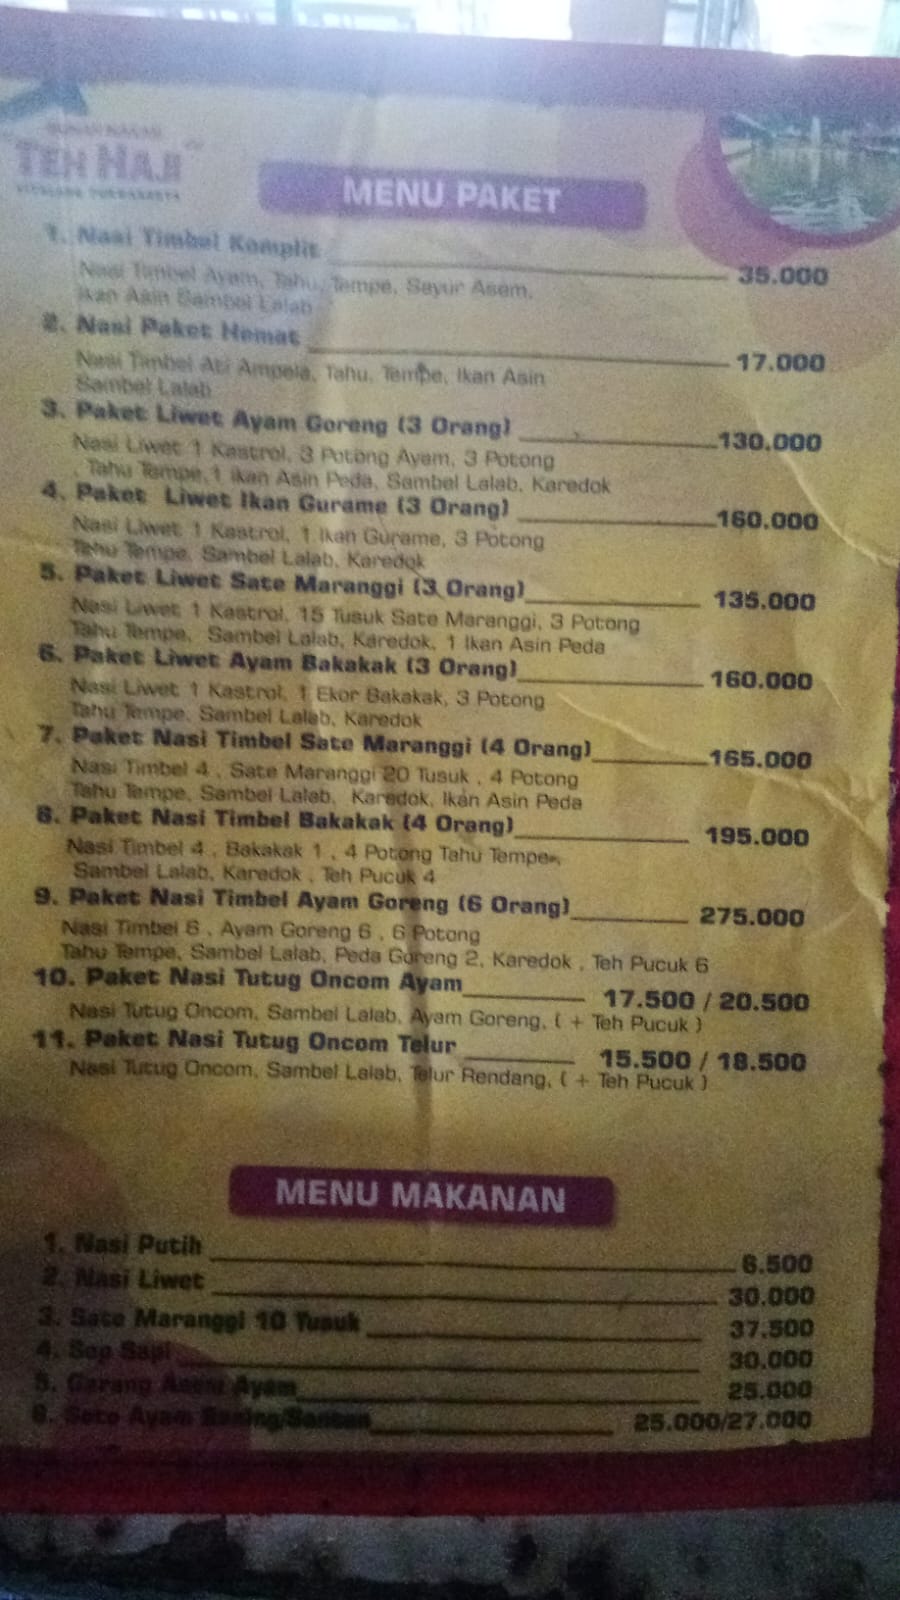 RUMAH MAKAN
TEH HAJI
MENU PAKET
1. Nasi Timbel Komplit 35.000
Nasi Timbel Ayam, Tahu, Tempe, Sayur Asem,
Ikan Asin Sambel Lalab
2. Nasi Paket Hemat 17.000
Nasi Timbel Ati Ampela, Tahu, Tempe, Ikan Asin
Sambel Lalab
3. Paket Liwet Ayam Goreng (3 Orang) 130.000
Nasi Liwet 1 Kastrol, 3 Potong Ayam, 3 Potong
, Tahu Tempe,1 ikan Asin Peda, Sambel Lalab, Karedok
4. Paket Liwet Ikan Gurame (3 Orang) 160.000
Nasi Liwet 1 Kastrol, 1 Ikan Gurame, 3 Potong
Tahu Tempe, Sambel Lalab, Karedok
5. Paket Liwet Sate Maranggi (3 Orang) 135.000
Nasi Liwet 1 Kastrol, 15 Tusuk Sate Maranggi, 3 Potong
Tahu Tempe, Sambel Lalab, Karedok, 1 Ikan Asin Peda
6. Paket Liwet Ayam Bakakak (3 Orang) 160.000
Nasi Liwet 1 Kastrol, 1 Ekor Bakakak, 3 Potong
Tahu Tempe, Sambel Lalab, Karedok
7. Paket Nasi Timbel Sate Maranggi (4 Orang) 165.000
Nasi Timbel 4 , Sate Maranggi 20 Tusuk , 4 Potong
Tahu Tempe, Sambel Lalab, Karedok, Ikan Asin Peda
8. Paket Nasi Timbel Bakakak (4 Orang) 195.000
Nasi Timbel 4 , Bakakak 1 , 4 Potong Tahu Tempe,
Sambel Lalab, Karedok , Teh Pucuk 4
9. Paket Nasi Timbel Ayam Goreng (6 Orang) 275.000
Nasi Timbel 6 , Ayam Goreng 6 , 6 Potong
Tahu Tempe, Sambel Lalab, Peda Goreng 2, Karedok , Teh Pucuk 6
10. Paket Nasi Tutug Oncom Ayam 17.500 / 20.500
Nasi Tutug Oncom, Sambel Lalab, Ayam Goreng, ( + Teh Pucuk )
11. Paket Nasi Tutug Oncom Telur 15.500 / 18.500
Nasi Tutug Oncom, Sambel Lalab, Telur Rendang, ( + Teh Pucuk )
MENU MAKANAN
1. Nasi Putih 6.500
2. Nasi Liwet 30.000
3. Sate Maranggi 10 Tusuk 37.500
4. Sop Sapi 30.000
5. Garang Asem Ayam 25.000
6. Soto Ayam Bening/Santan 25.000/27.000